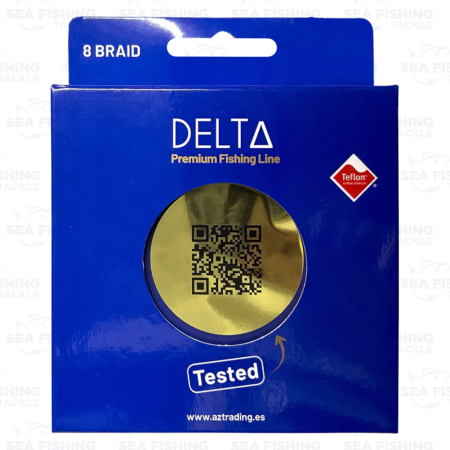 8 BRAID
DELTA
Premium Fishing Line
Teflon®
Tested
www.aztrading.es
SEA FISHING
TACKLE